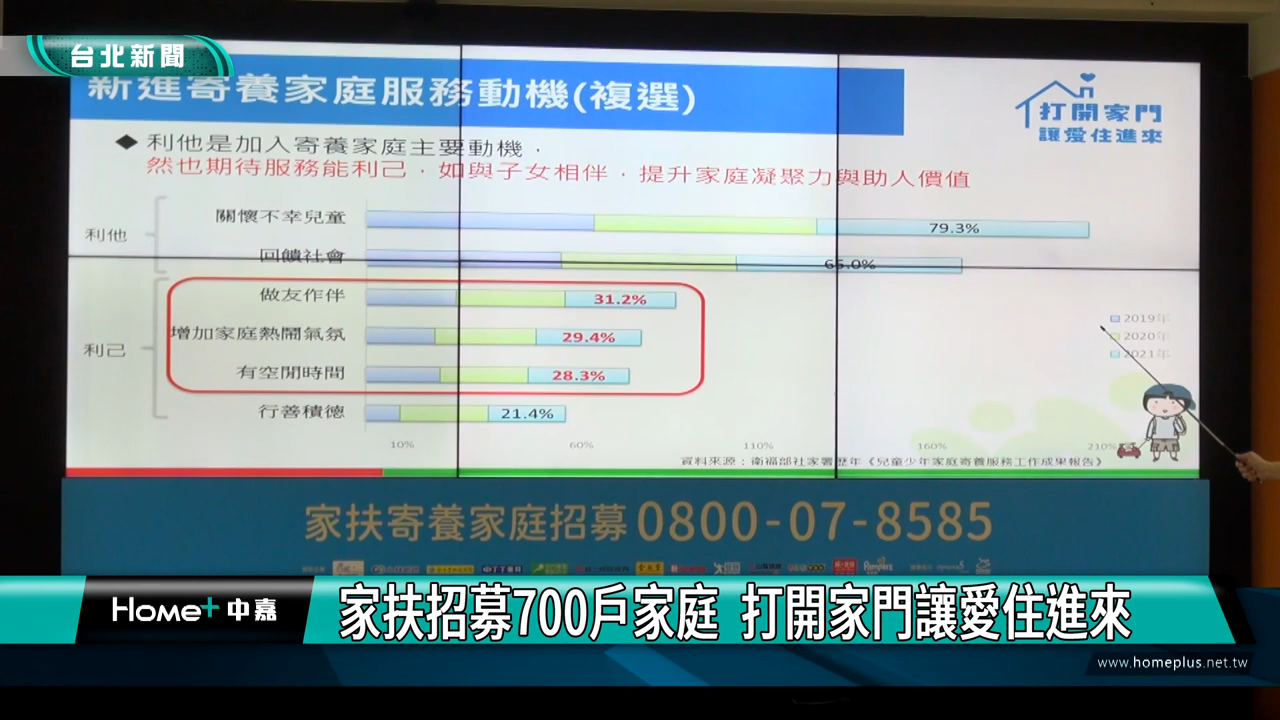 台北新聞
新進寄養家庭服務動機(複選)
打開家門
讓愛住進來
◆ 利他是加入寄養家庭主要動機，
然也期待服務能利己，如與子女相伴，提升家庭凝聚力與助人價值
利他
關懷不幸兒童 79.3%
回饋社會 65.0%
利己
做友作伴 31.2%
增加家庭熱鬧氣氛 29.4%
有空閒時間 28.3%
行善積德 21.4%
2019年
2020年
2021年
10% 60% 110% 160% 210%
資料來源：衛福部社家署歷年《兒童少年家庭寄養服務工作成果報告》
家扶寄養家庭招募 0800-07-8585
Pampers
Home+ 中嘉
家扶招募700戶家庭 打開家門讓愛住進來
www.homeplus.net.tw